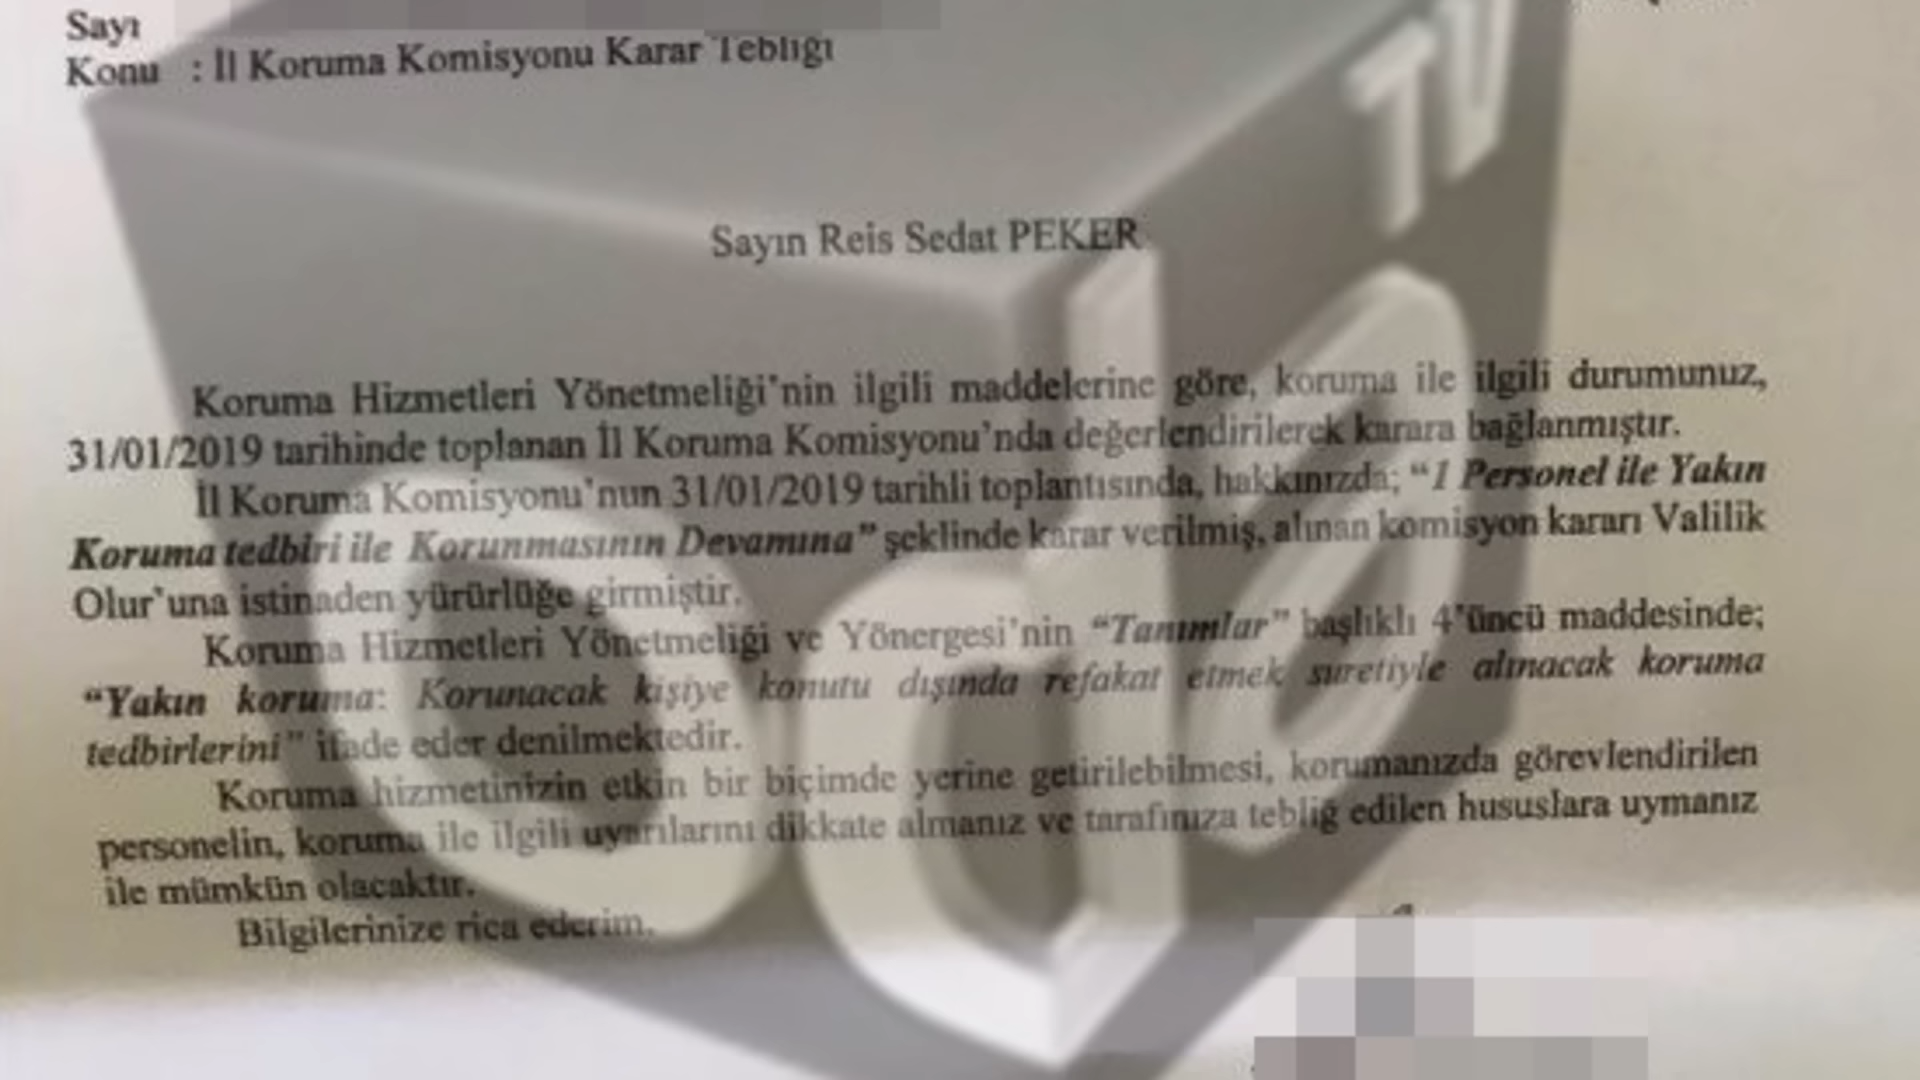 Sayı
Konu : İl Koruma Komisyonu Karar Tebliği
Sayın Reis Sedat PEKER
Koruma Hizmetleri Yönetmeliği'nin ilgili maddelerine göre, koruma ile ilgili durumunuz,
31/01/2019 tarihinde toplanan İl Koruma Komisyonu'nda değerlendirilerek karara bağlanmıştır.
İl Koruma Komisyonu'nun 31/01/2019 tarihli toplantısında, hakkınızda; "1 Personel ile Yakın
Koruma tedbiri ile Korunmasının Devamına" şeklinde karar verilmiş, alınan komisyon kararı Valilik
Olur'una istinaden yürürlüğe girmiştir.
Koruma Hizmetleri Yönetmeliği ve Yönergesi'nin "Tanımlar" başlıklı 4'üncü maddesinde;
"Yakın koruma: Korunacak kişiye konutu dışında refakat etmek suretiyle alınacak koruma
tedbirlerini" ifade eder denilmektedir.
Koruma hizmetinizin etkin bir biçimde yerine getirilebilmesi, korumanızda görevlendirilen
personelin, koruma ile ilgili uyarılarını dikkate almanız ve tarafınıza tebliğ edilen hususlara uymanız
ile mümkün olacaktır.
Bilgilerinize rica ederim.
oda
TV